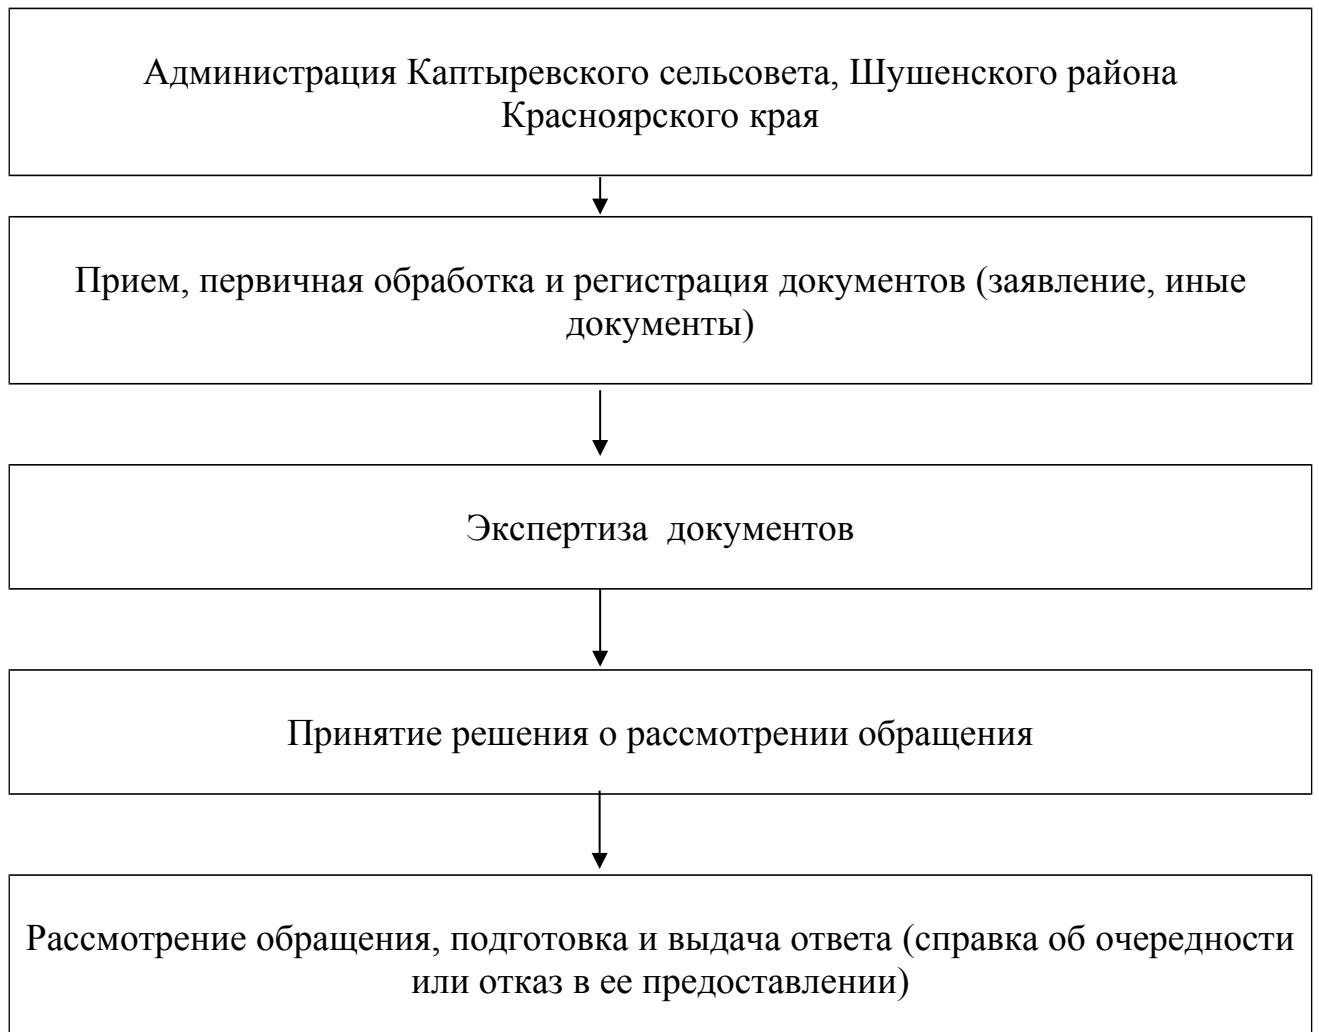 Администрация Каптыревского сельсовета, Шушенского района
Красноярского края
Прием, первичная обработка и регистрация документов (заявление, иные
документы)
Экспертиза  документов
Принятие решения о рассмотрении обращения
Рассмотрение обращения, подготовка и выдача ответа (справка об очередности
или отказ в ее предоставлении)